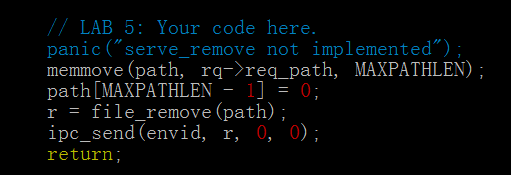 // LAB 5: Your code here.
panic("serve_remove not implemented");
memmove(path, rq->req_path, MAXPATHLEN);
path[MAXPATHLEN - 1] = 0;
r = file_remove(path);
ipc_send(envid, r, 0, 0);
return;